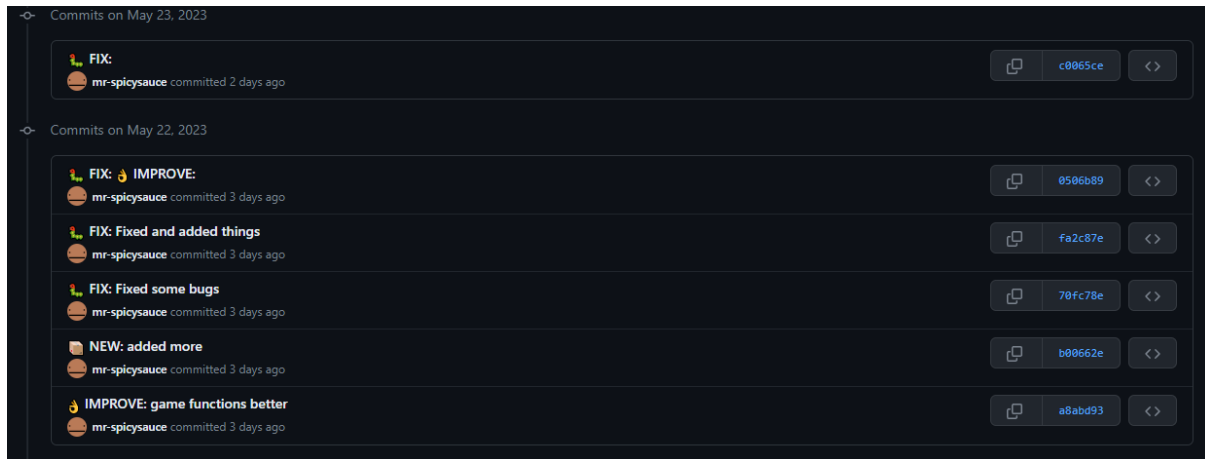 Commits on May 23, 2023
🐛 FIX:
mr-spicysauce committed 2 days ago
c0065ce
Commits on May 22, 2023
🐛 FIX: 👌 IMPROVE:
mr-spicysauce committed 3 days ago
0506b89
🐛 FIX: Fixed and added things
mr-spicysauce committed 3 days ago
fa2c87e
🐛 FIX: Fixed some bugs
mr-spicysauce committed 3 days ago
70fc78e
📦 NEW: added more
mr-spicysauce committed 3 days ago
b00662e
👌 IMPROVE: game functions better
mr-spicysauce committed 3 days ago
a8abd93